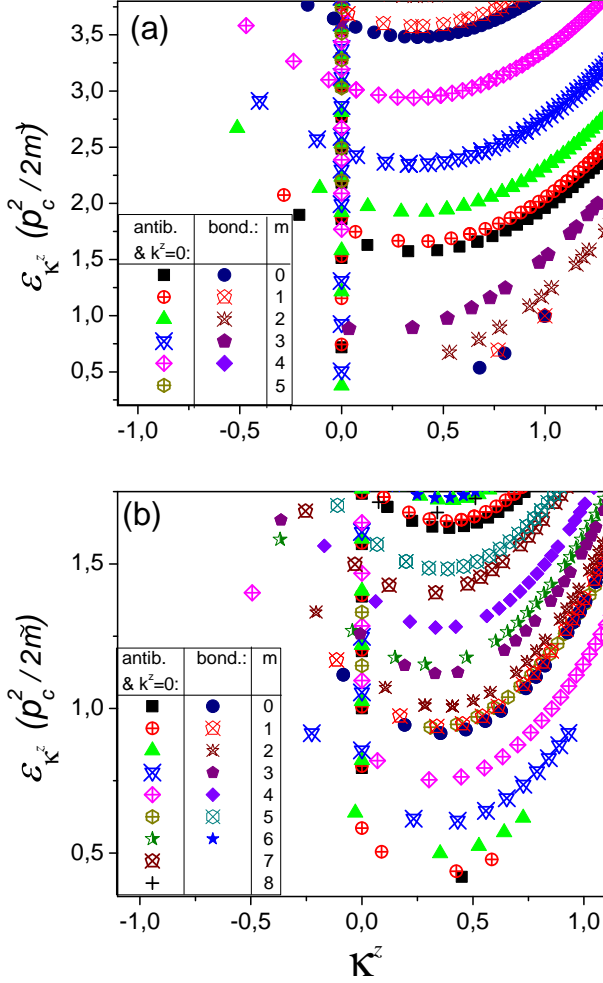 (a)
3,5
3,0
2,5
2,0
1,5
1,0
0,5
ε_κ^z (p_c^2 / 2m̃)
antib. bond.: m
& k^z=0:
0
1
2
3
4
5
-1,0 -0,5 0,0 0,5 1,0
(b)
1.5
1.0
0.5
ε_κ^z (p_c^2 / 2m̃)
antib. bond.: m
& k^z=0:
0
1
2
3
4
5
6
7
8
-1.0 -0.5 0.0 0.5 1.0
κ^z